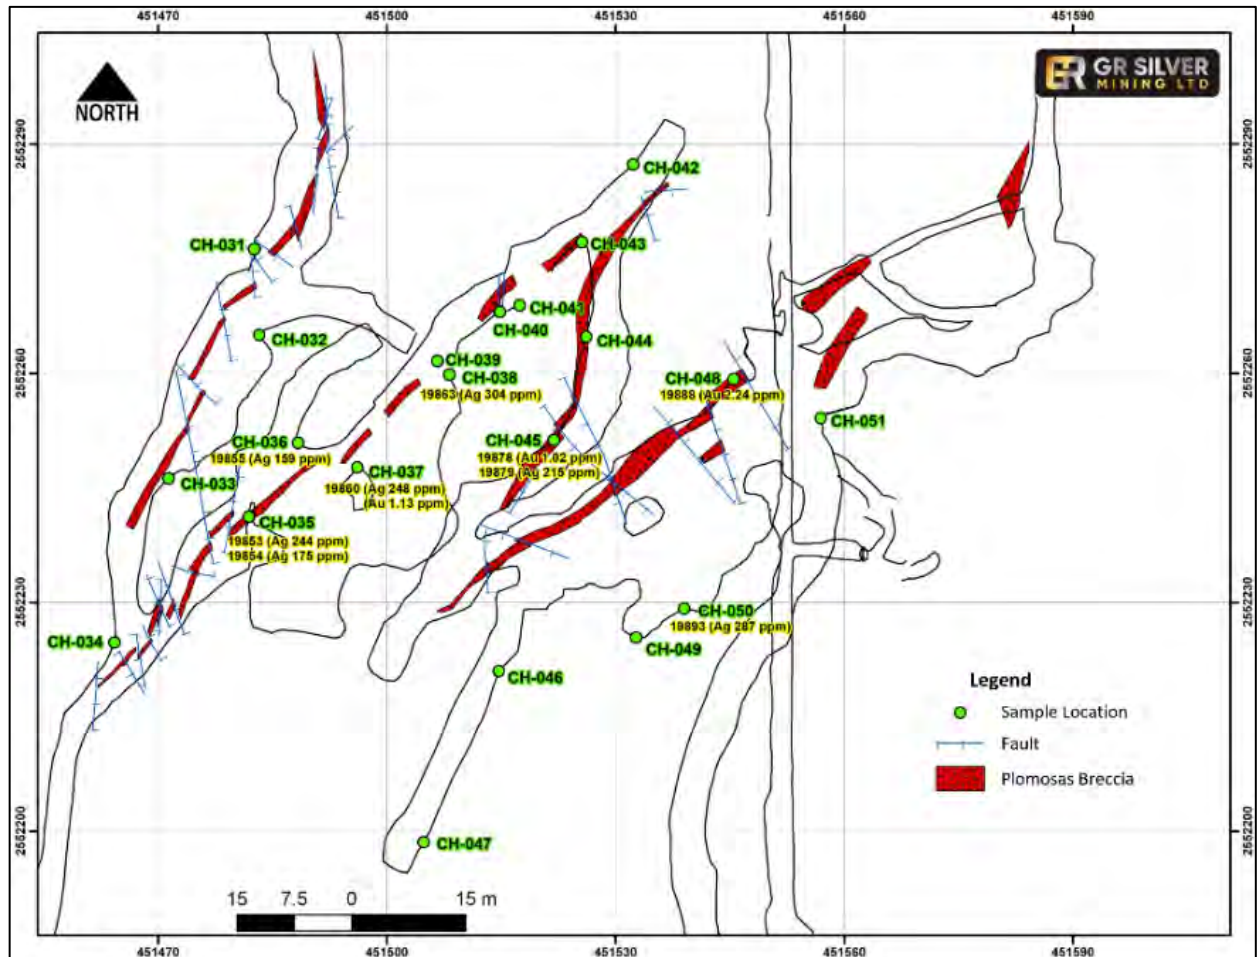 451470 451500 451530 451560 451590
GR SILVER
MINING LTD
NORTH
2552290
2552290
CH-042
CH-031
CH-043
CH-041
CH-040
CH-032
CH-044
CH-039
CH-038
19863 (Ag 304 ppm)
2552260
2552260
CH-048
19888 (Au 2.24 ppm)
CH-051
CH-036
19855 (Ag 159 ppm)
CH-045
19878 (Au 1.02 ppm)
19879 (Ag 215 ppm)
CH-033
CH-037
19860 (Ag 248 ppm)
(Au 1.13 ppm)
CH-035
19853 (Ag 244 ppm)
19854 (Ag 175 ppm)
2552230
2552230
CH-050
19893 (Ag 287 ppm)
CH-034
CH-049
CH-046
Legend
Sample Location
Fault
Plomosas Breccia
2552200
2552200
CH-047
15 7.5 0 15 m
451470 451500 451530 451560 451590